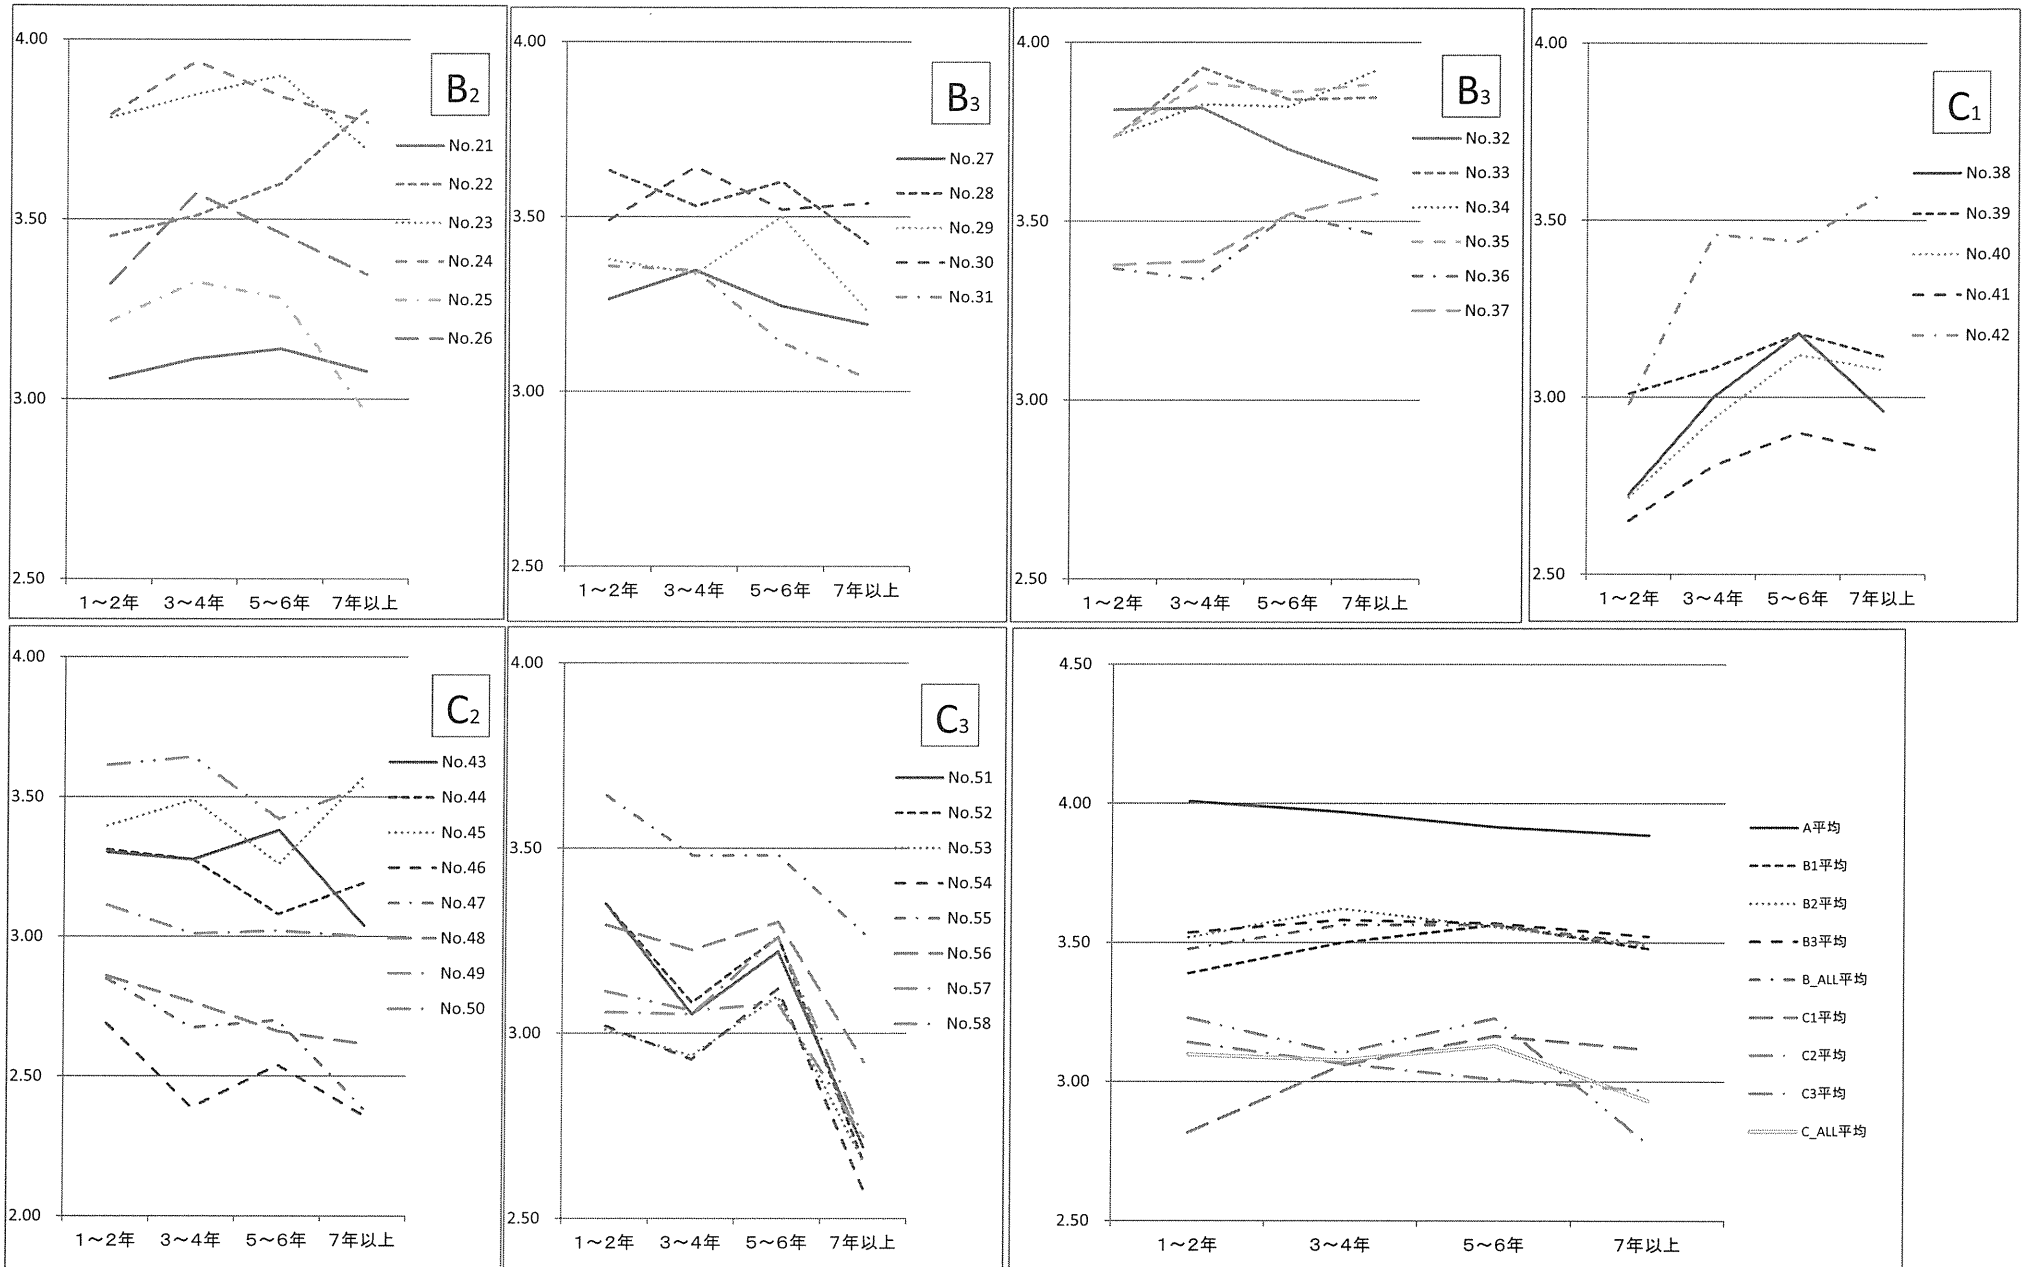 B2
4.00
3.50
3.00
2.50
No.21
No.22
No.23
No.24
No.25
No.26
1～2年 3～4年 5～6年 7年以上
B3
4.00
3.50
3.00
2.50
No.27
No.28
No.29
No.30
No.31
1～2年 3～4年 5～6年 7年以上
B3
4.00
3.50
3.00
2.50
No.32
No.33
No.34
No.35
No.36
No.37
1～2年 3～4年 5～6年 7年以上
C1
4.00
3.50
3.00
2.50
No.38
No.39
No.40
No.41
No.42
1～2年 3～4年 5～6年 7年以上
C2
4.00
3.50
3.00
2.50
2.00
No.43
No.44
No.45
No.46
No.47
No.48
No.49
No.50
1～2年 3～4年 5～6年 7年以上
C3
4.00
3.50
3.00
2.50
No.51
No.52
No.53
No.54
No.55
No.56
No.57
No.58
1～2年 3～4年 5～6年 7年以上
4.50
4.00
3.50
3.00
2.50
A平均
B1平均
B2平均
B3平均
B_ALL平均
C1平均
C2平均
C3平均
C_ALL平均
1～2年 3～4年 5～6年 7年以上